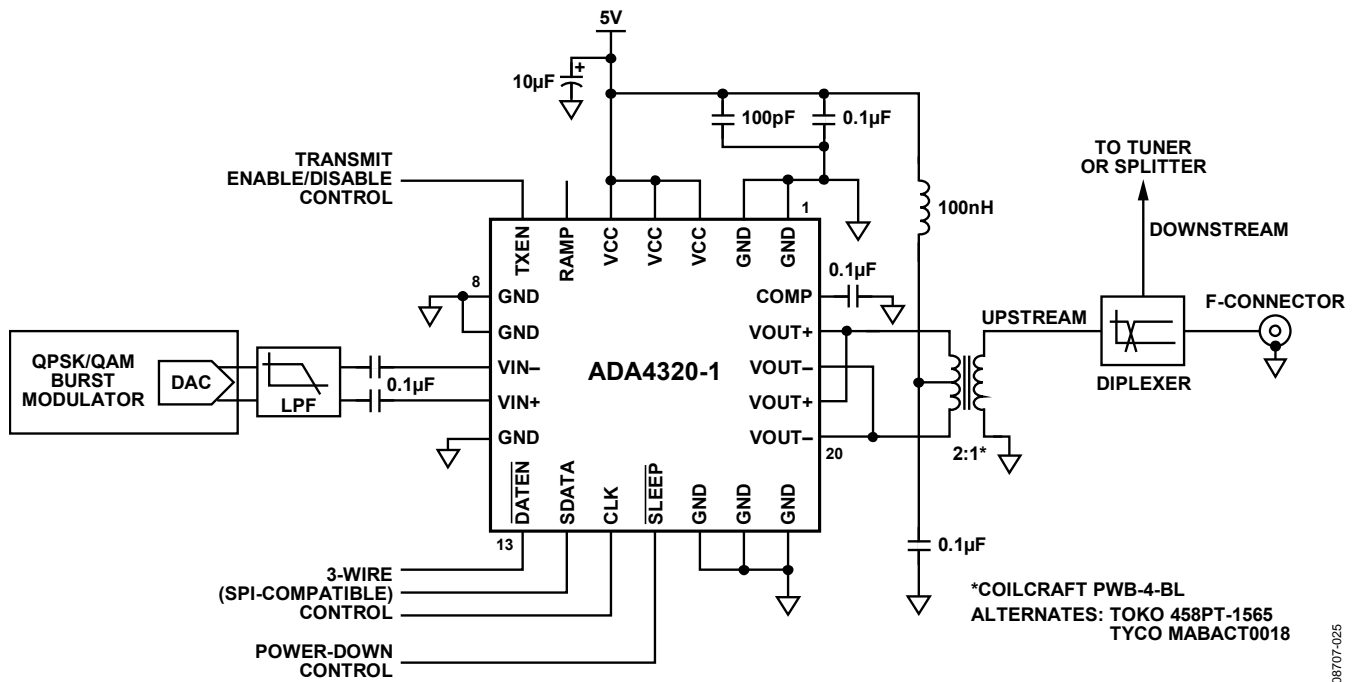 5V
10µF
+
100pF
0.1µF
TO TUNER
OR SPLITTER
TRANSMIT
ENABLE/DISABLE
CONTROL
100nH
DOWNSTREAM
1
TXEN
RAMP
VCC
VCC
VCC
GND
GND
8
GND
COMP
0.1µF
F-CONNECTOR
GND
VOUT+
UPSTREAM
QPSK/QAM
BURST
MODULATOR
DAC
LPF
0.1µF
VIN–
ADA4320-1
VOUT–
DIPLEXER
VIN+
VOUT+
GND
VOUT–
20
2:1*
DATEN
SDATA
CLK
SLEEP
GND
GND
GND
13
0.1µF
3-WIRE
(SPI-COMPATIBLE)
CONTROL
*COILCRAFT PWB-4-BL
ALTERNATES: TOKO 458PT-1565
TYCO MABACT0018
POWER-DOWN
CONTROL
08707-025